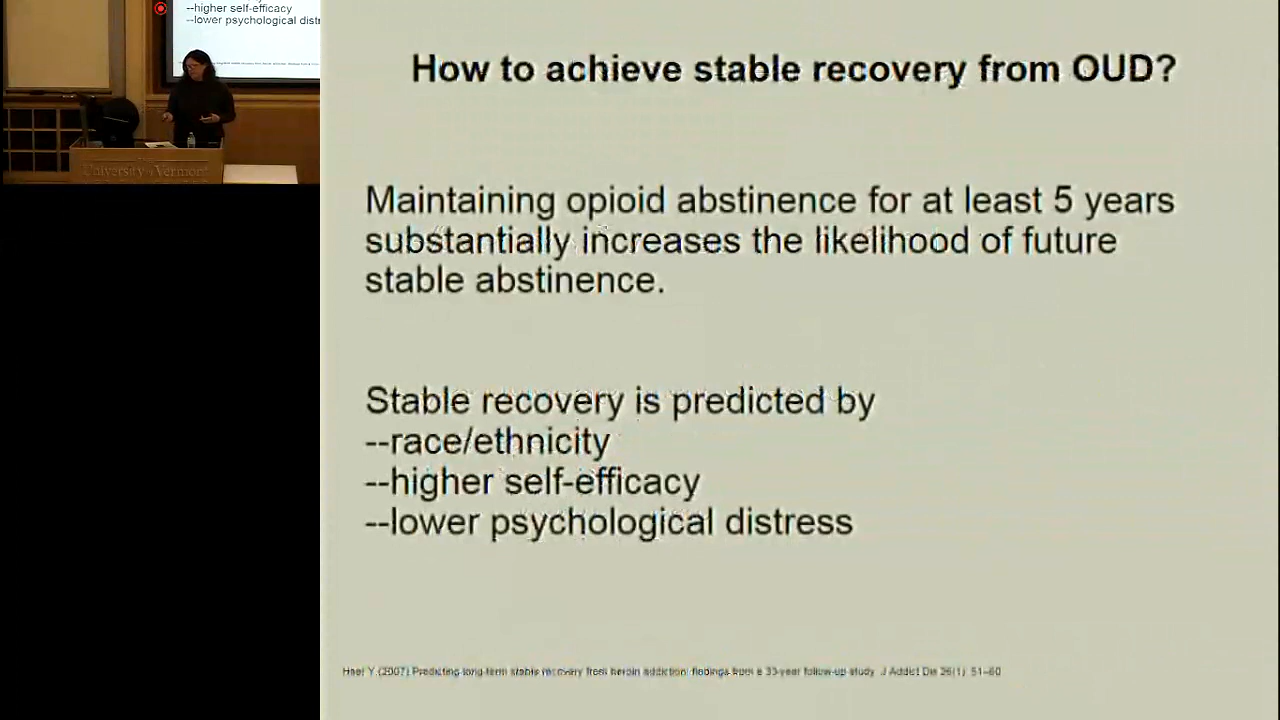 --higher self-efficacy
--lower psychological distr
University of Vermont
How to achieve stable recovery from OUD?
Maintaining opioid abstinence for at least 5 years
substantially increases the likelihood of future
stable abstinence.
Stable recovery is predicted by
--race/ethnicity
--higher self-efficacy
--lower psychological distress
Y (2007) Predicting long-term stable recovery from heroin addiction: findings from a 33-year follow-up study. J Addict Dis 26(1): 51–60